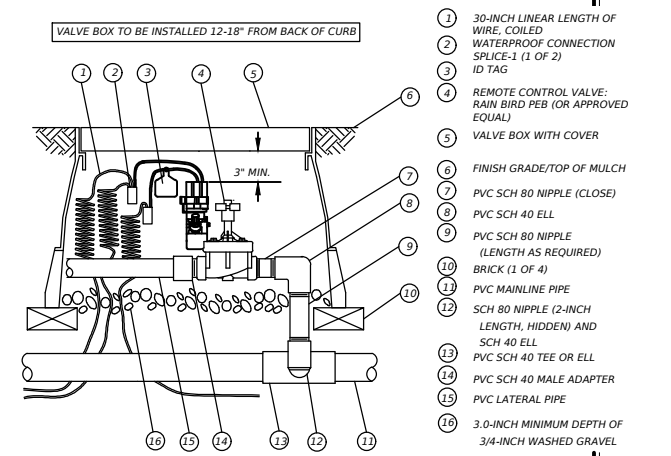 VALVE BOX TO BE INSTALLED 12-18" FROM BACK OF CURB
1 2 3 4 5
6
3" MIN.
7
8
9
10
16 15 14 13 12 11
1 30-INCH LINEAR LENGTH OF
WIRE, COILED
2 WATERPROOF CONNECTION
SPLICE-1 (1 OF 2)
3 ID TAG
4 REMOTE CONTROL VALVE:
RAIN BIRD PEB (OR APPROVED
EQUAL)
5 VALVE BOX WITH COVER
6 FINISH GRADE/TOP OF MULCH
7 PVC SCH 80 NIPPLE (CLOSE)
8 PVC SCH 40 ELL
9 PVC SCH 80 NIPPLE
(LENGTH AS REQUIRED)
10 BRICK (1 OF 4)
11 PVC MAINLINE PIPE
12 SCH 80 NIPPLE (2-INCH
LENGTH, HIDDEN) AND
SCH 40 ELL
13 PVC SCH 40 TEE OR ELL
14 PVC SCH 40 MALE ADAPTER
15 PVC LATERAL PIPE
16 3.0-INCH MINIMUM DEPTH OF
3/4-INCH WASHED GRAVEL